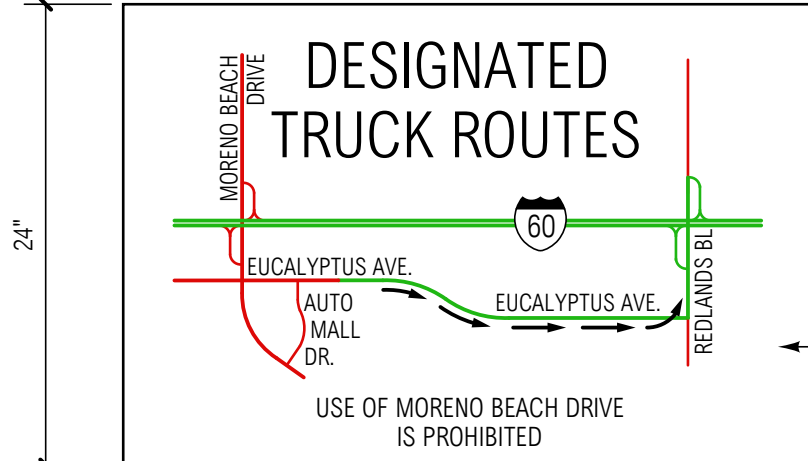 DESIGNATED
TRUCK ROUTES
MORENO BEACH
DRIVE
24"
60
EUCALYPTUS AVE.
EUCALYPTUS AVE.
AUTO
MALL
DR.
REDLANDS BL
USE OF MORENO BEACH DRIVE
IS PROHIBITED